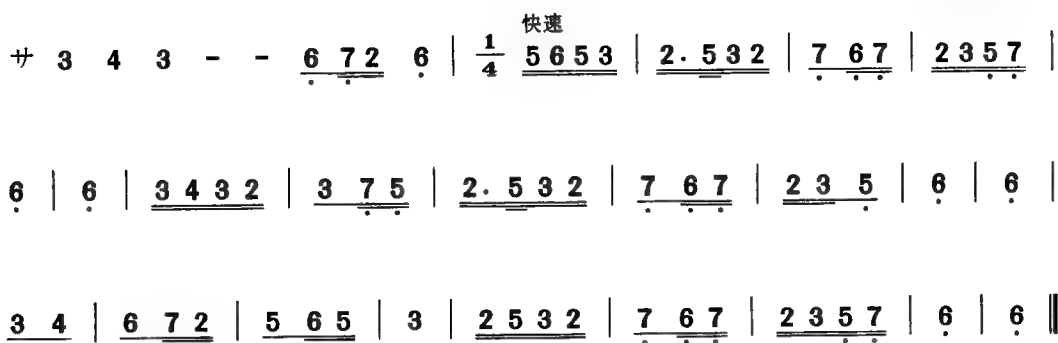 快速
サ 3 4 3 - - 6̣ 7̣ 2 6̣ | 1/4 5 6 5 3 | 2· 5 3 2 | 7̣ 6̣ 7̣ | 2 3 5̣ 7̣ |
6̣ | 6̣ | 3 4 3 2 | 3 7̣ 5̣ | 2· 5 3 2 | 7̣ 6̣ 7̣ | 2 3 5̣ | 6̣ | 6̣ |
3 4 | 6 7 2 | 5 6 5 | 3 | 2 5 3 2 | 7̣ 6̣ 7̣ | 2 3 5̣ 7̣ | 6̣ | 6̣ ‖